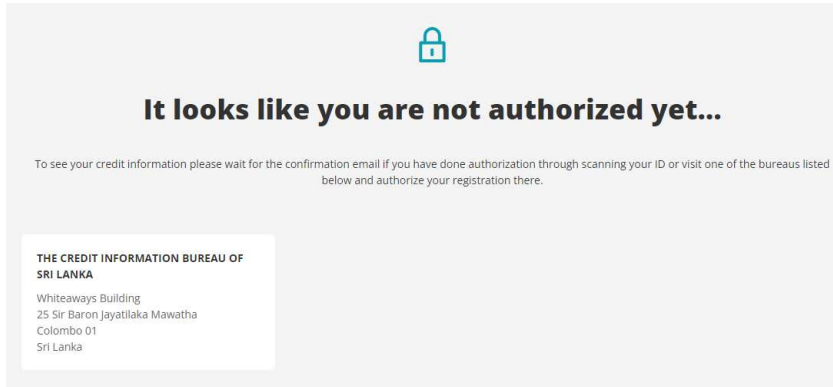 It looks like you are not authorized yet...
To see your credit information please wait for the confirmation email if you have done authorization through scanning your ID or visit one of the bureaus listed
below and authorize your registration there.
THE CREDIT INFORMATION BUREAU OF
SRI LANKA
Whiteaways Building
25 Sir Baron Jayatilaka Mawatha
Colombo 01
Sri Lanka